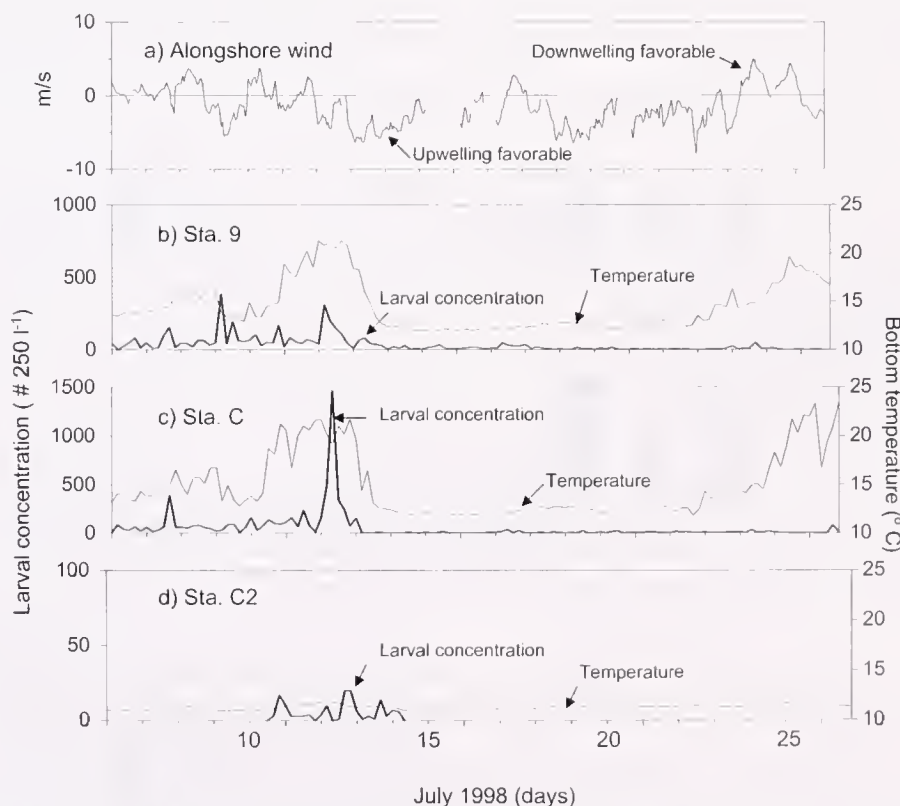 10
a) Alongshore wind
Downwelling favorable
m/s
0
Upwelling favorable
-10
1000
25
b) Sta. 9
20
500
Larval concentration
Temperature
15
0
10
1500
25
c) Sta. C
Larval concentration
1000
20
Temperature
500
15
0
10
Larval concentration ( # 250 l-1)
Bottom temperature (°C)
100
25
d) Sta. C2
20
50
Larval concentration
Temperature
15
0
10
10
15
20
25
July 1998 (days)